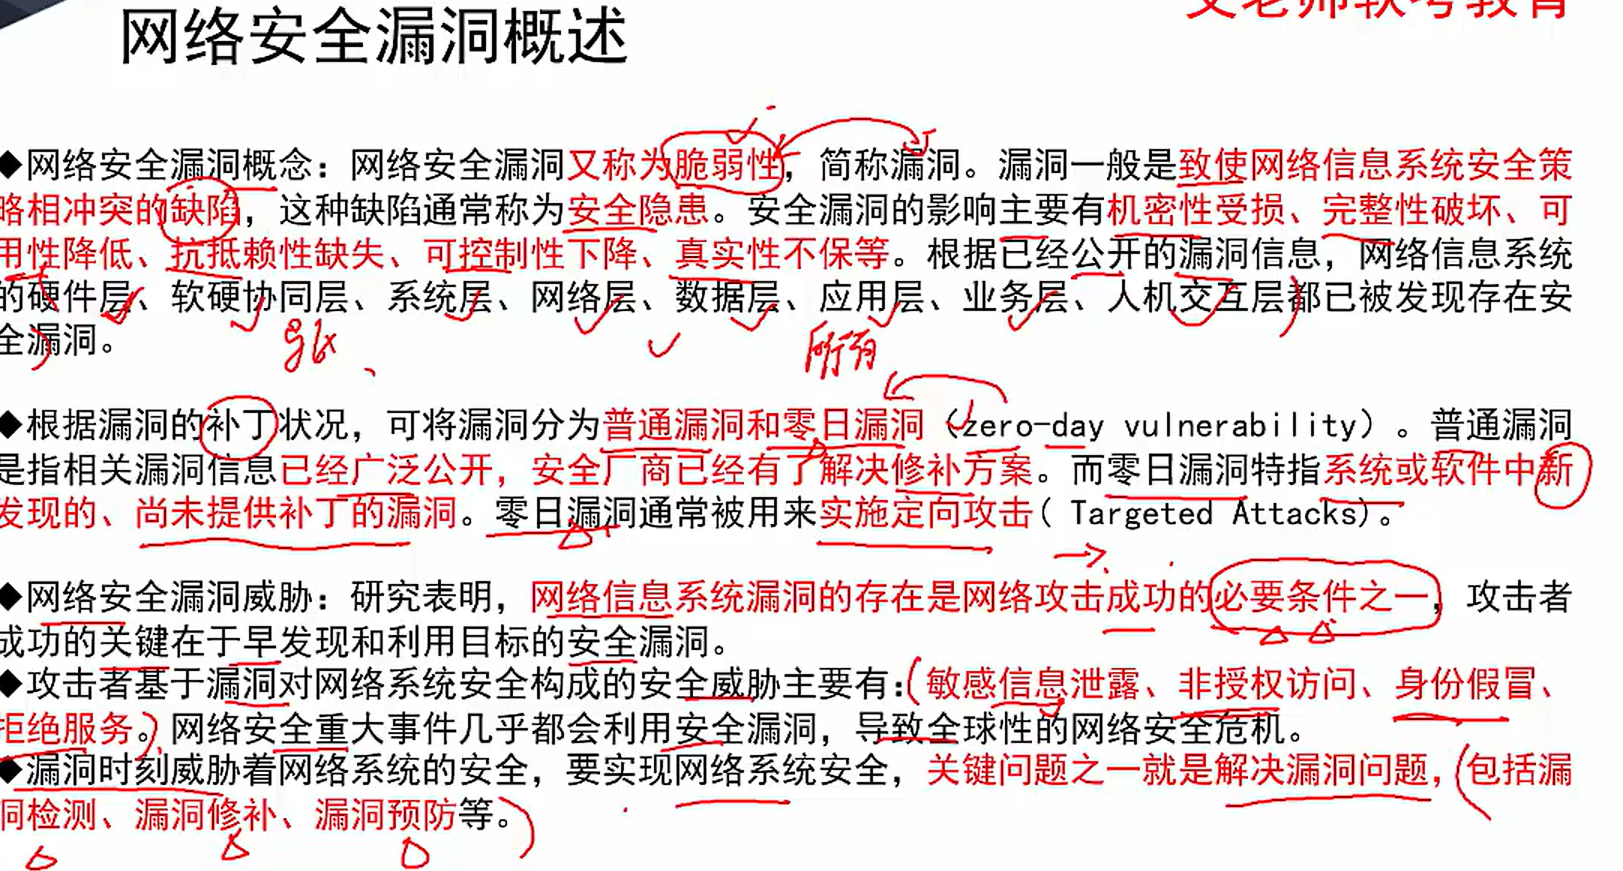 艾老师软考教育
网络安全漏洞概述
◆网络安全漏洞概念：网络安全漏洞又称为脆弱性，简称漏洞。漏洞一般是致使网络信息系统安全策
略相冲突的缺陷，这种缺陷通常称为安全隐患。安全漏洞的影响主要有机密性受损、完整性破坏、可
用性降低、抗抵赖性缺失、可控制性下降、真实性不保等。根据已经公开的漏洞信息，网络信息系统
的硬件层、软硬协同层、系统层、网络层、数据层、应用层、业务层、人机交互层都已被发现存在安
全漏洞。
所有
◆根据漏洞的补丁状况，可将漏洞分为普通漏洞和零日漏洞（zero-day vulnerability）。普通漏洞
是指相关漏洞信息已经广泛公开，安全厂商已经有了解决修补方案。而零日漏洞特指系统或软件中新
发现的、尚未提供补丁的漏洞。零日漏洞通常被用来实施定向攻击( Targeted Attacks)。
◆网络安全漏洞威胁：研究表明，网络信息系统漏洞的存在是网络攻击成功的必要条件之一，攻击者
成功的关键在于早发现和利用目标的安全漏洞。
◆攻击者基于漏洞对网络系统安全构成的安全威胁主要有：敏感信息泄露、非授权访问、身份假冒、
拒绝服务。网络安全重大事件几乎都会利用安全漏洞，导致全球性的网络安全危机。
◆漏洞时刻威胁着网络系统的安全，要实现网络系统安全，关键问题之一就是解决漏洞问题，包括漏
洞检测、漏洞修补、漏洞预防等。